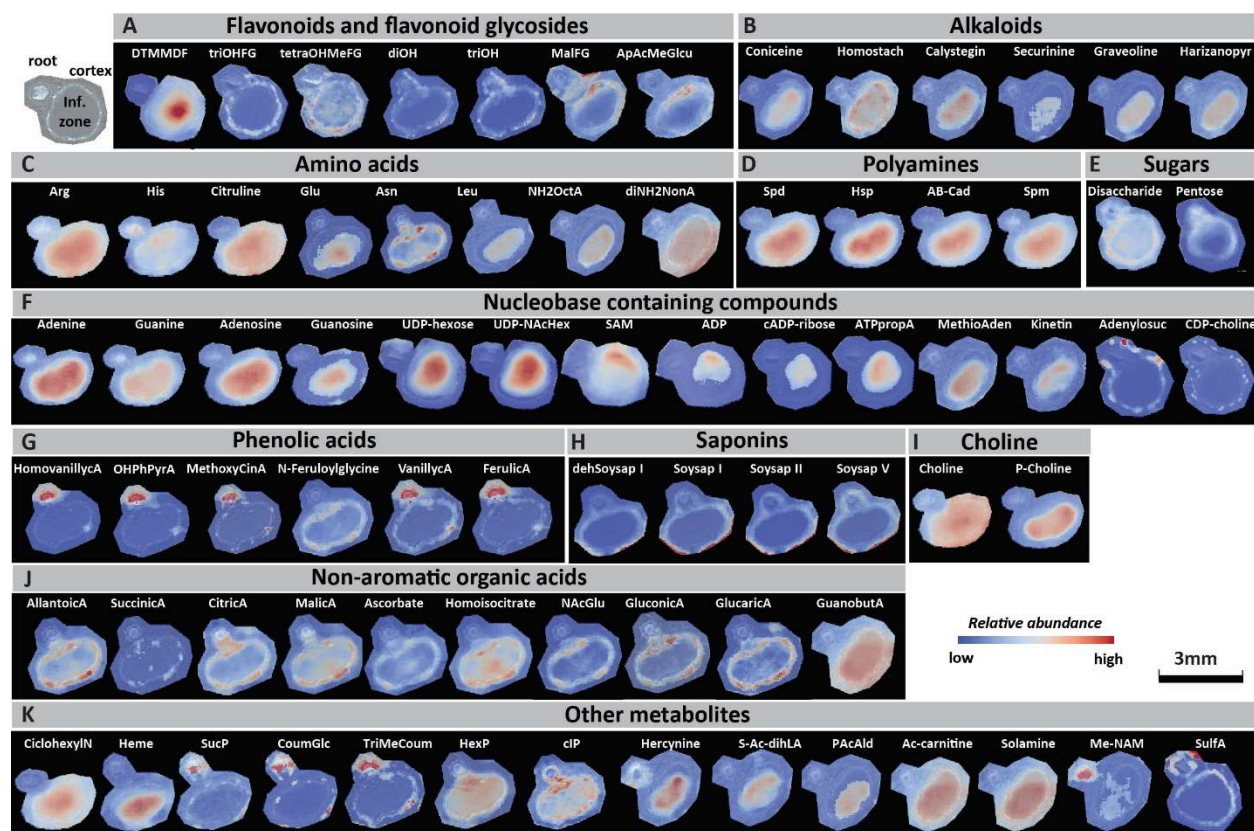 A Flavonoids and flavonoid glycosides
DTMMDF triOHFG tetraOHMeFG diOH triOH MalFG ApAcMeGlcu
B Alkaloids
Coniceine Homostach Calystegin Securinine Graveoline Harizanopyr
root
cortex
Inf.
zone
C Amino acids
Arg His Citruline Glu Asn Leu NH2OctA diNH2NonA
D Polyamines
Spd Hsp AB-Cad Spm
E Sugars
Disaccharide Pentose
F Nucleobase containing compounds
Adenine Guanine Adenosine Guanosine UDP-hexose UDP-NAcHex SAM ADP cADP-ribose ATPpropA MethioAden Kinetin Adenylosuc CDP-choline
G Phenolic acids
HomovanillycA OHPhPyrA MethoxyCinA N-Feruloylglycine VanillycA FerulicA
H Saponins
dehSoysap I Soysap I Soysap II Soysap V
I Choline
Choline P-Choline
J Non-aromatic organic acids
AllantoicA SuccinicA CitricA MalicA Ascorbate Homoisocitrate NAcGlu GluconicA GlucaricA GuanobutA
Relative abundance
low high
3mm
K Other metabolites
CiclohexylN Heme SucP CoumGlc TriMeCoum HexP cIP Hercynine S-Ac-dihLA PAcAld Ac-carnitine Solamine Me-NAM SulfA